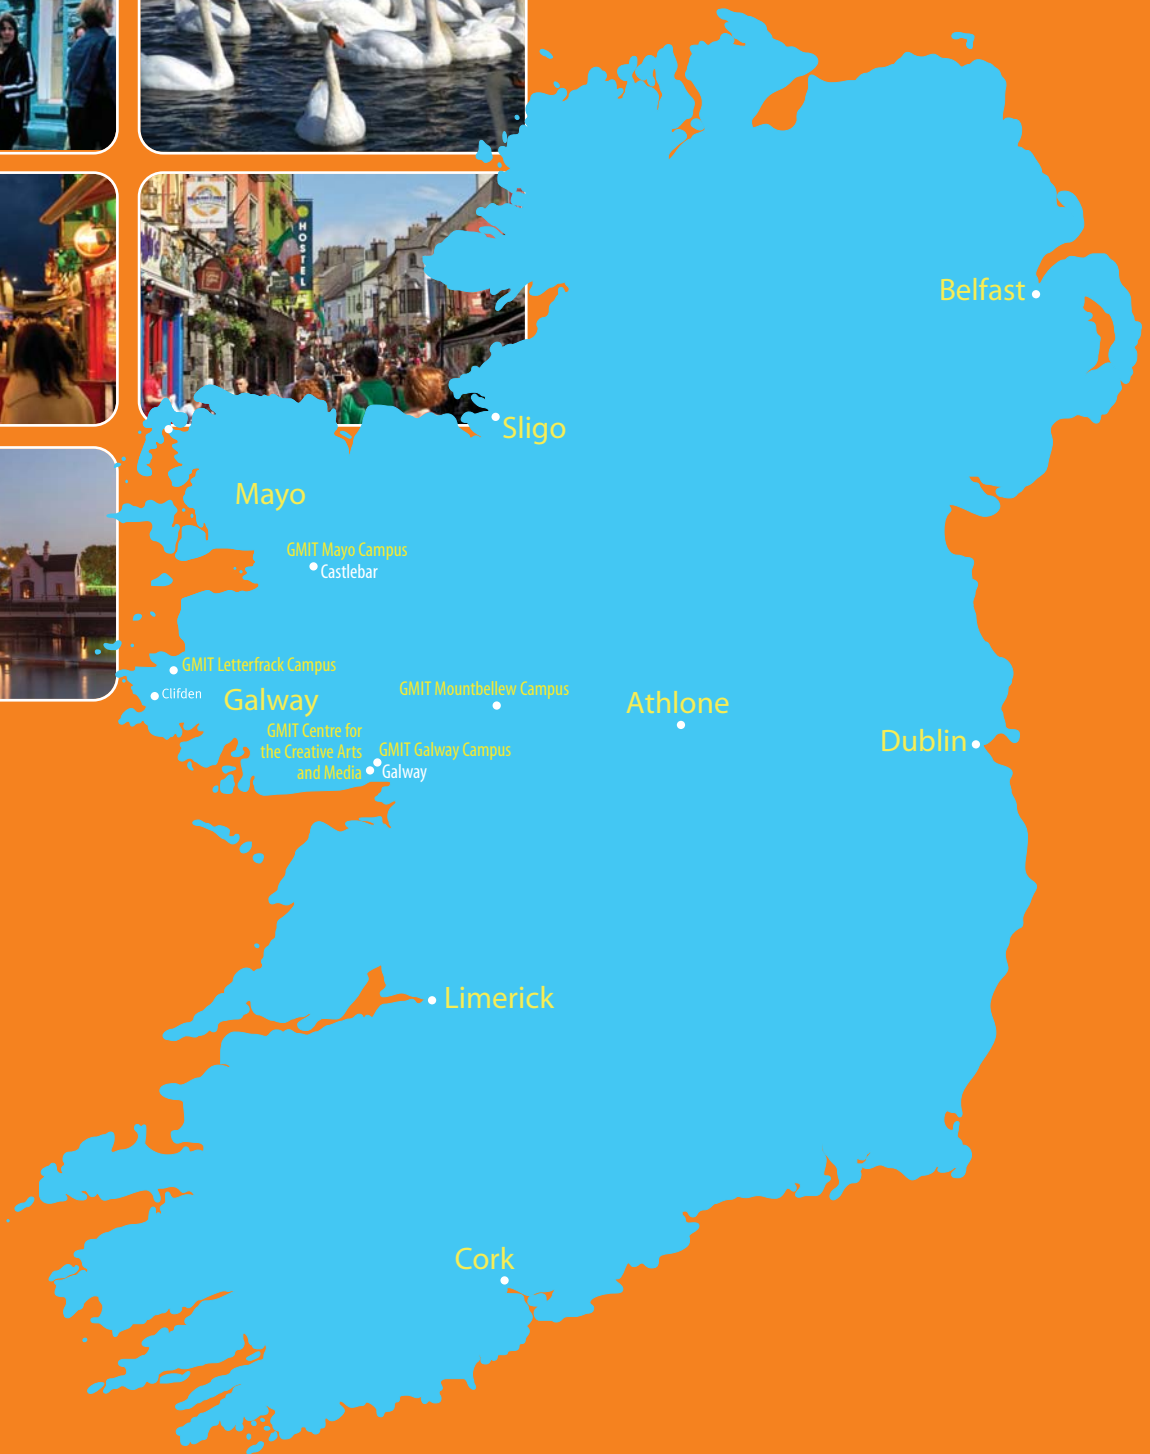 HOSTEL
Belfast
Sligo
Mayo
GMIT Mayo Campus
Castlebar
GMIT Letterfrack Campus
Clifden
Galway
GMIT Mountbellew Campus
Athlone
GMIT Centre for
the Creative Arts
and Media
GMIT Galway Campus
Galway
Dublin
Limerick
Cork